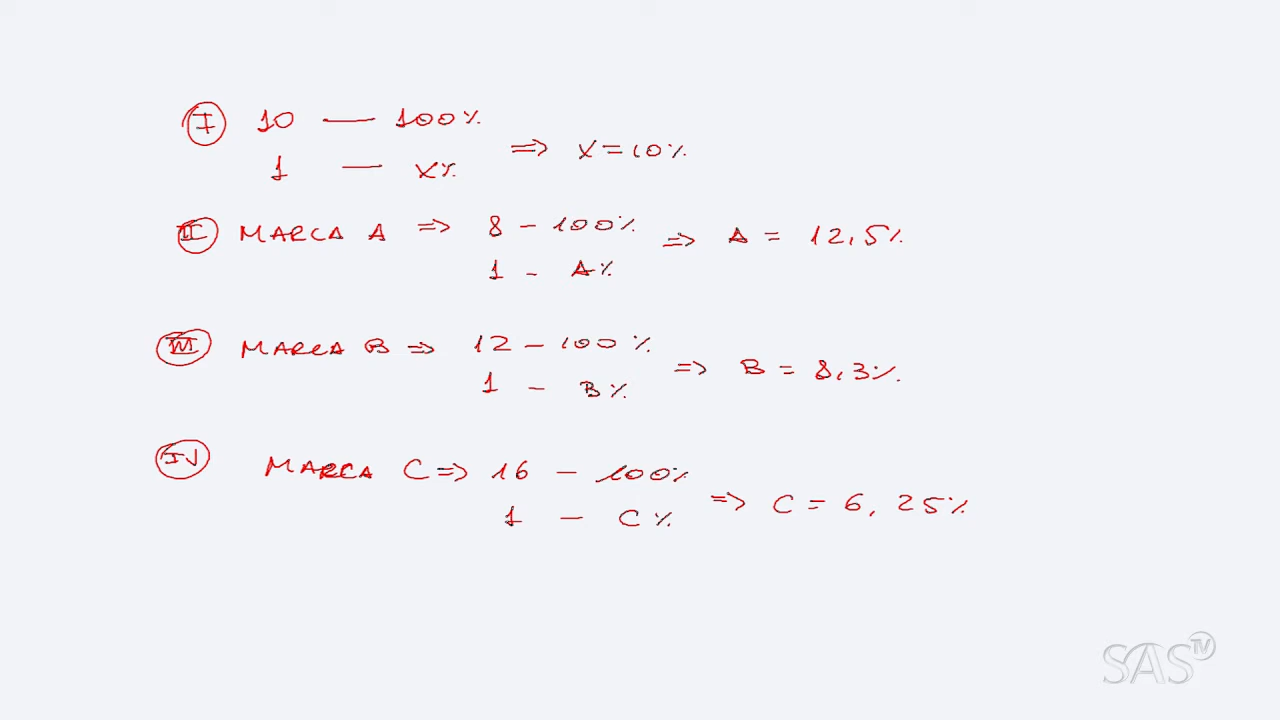 I 10 — 100%
1 — X% ⇒ X = 10%
II MARCA A ⇒ 8 - 100% ⇒ A = 12,5%
1 - A%
III MARCA B ⇒ 12 - 100% ⇒ B = 8,3%
1 - B%
IV MARCA C ⇒ 16 - 100%
1 - C% ⇒ C = 6,25%
SAS TV